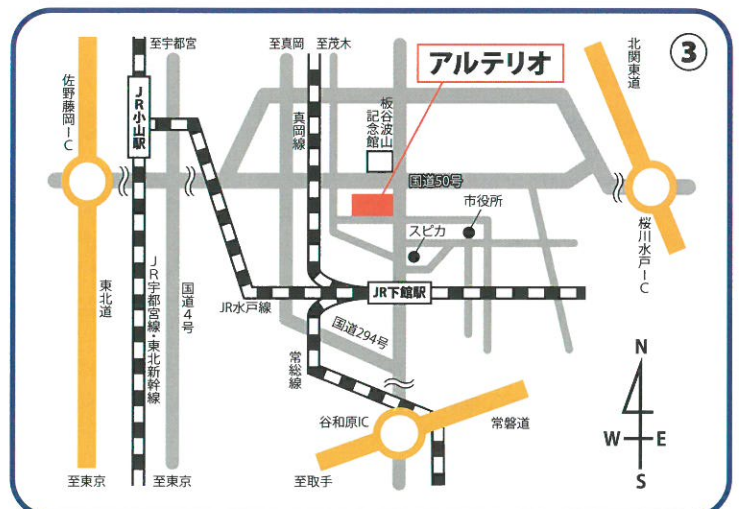 至宇都宮
至真岡
至茂木
アルテリオ
北関東道
③
佐野藤岡IC
JR小山駅
真岡線
板谷波山
記念館
国道50号
市役所
スピカ
桜川水戸IC
東北道
JR宇都宮線・東北新幹線
国道4号
JR水戸線
JR下館駅
国道294号
常総線
谷和原IC
常磐道
至東京
至東京
至取手
N
W
E
S